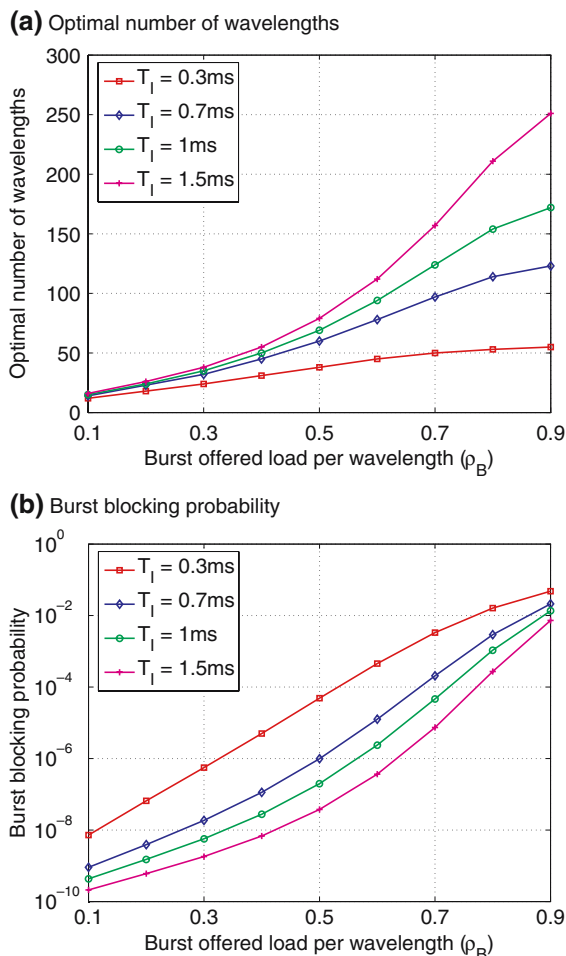 (a) Optimal number of wavelengths
300
250
200
150
100
50
0
Optimal number of wavelengths
T_I = 0.3ms
T_I = 0.7ms
T_I = 1ms
T_I = 1.5ms
0.1 0.3 0.5 0.7 0.9
Burst offered load per wavelength (ρ_B)
(b) Burst blocking probability
10^0
10^−2
10^−4
10^−6
10^−8
10^−10
Burst blocking probability
T_I = 0.3ms
T_I = 0.7ms
T_I = 1ms
T_I = 1.5ms
0.1 0.3 0.5 0.7 0.9
Burst offered load per wavelength (ρ_B)